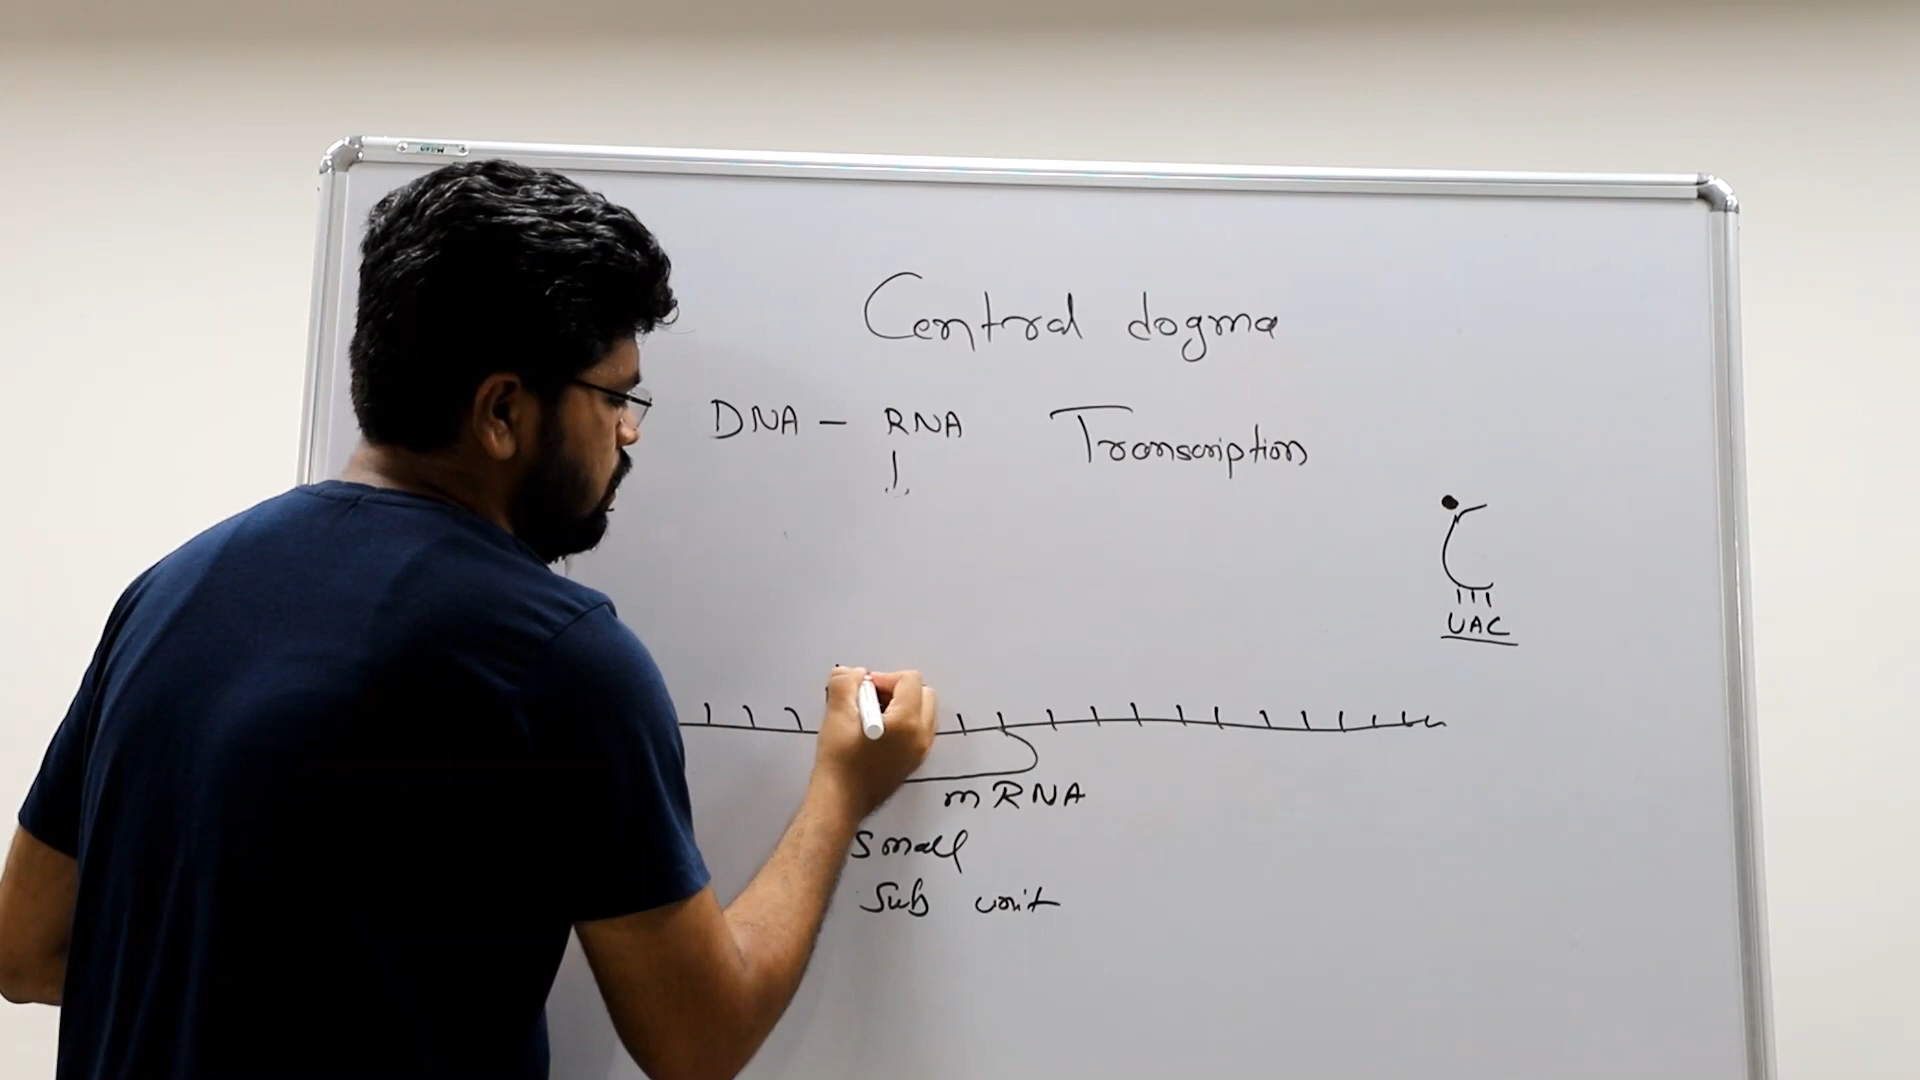 Central dogma
DNA – RNA Transcription
↓
UAC
mRNA
Small
Sub unit